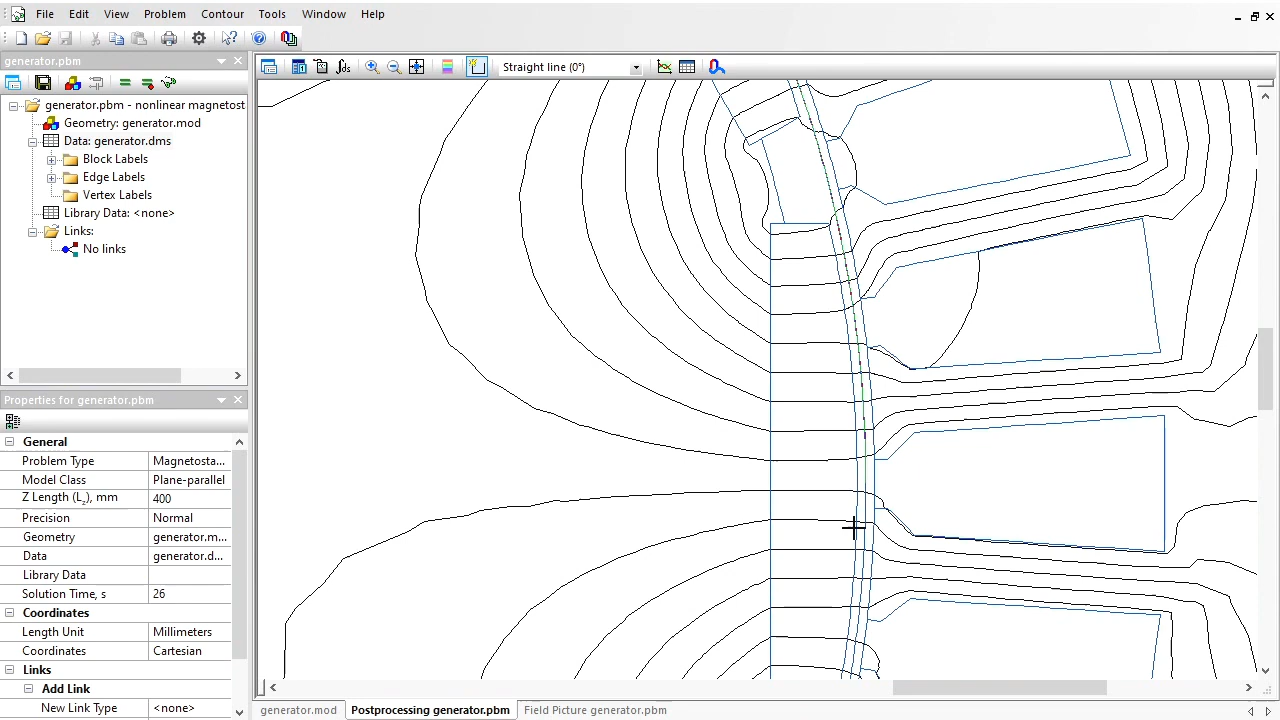 File Edit View Problem Contour Tools Window Help
generator.pbm
Straight line (0°)
generator.pbm - nonlinear magnetost
Geometry: generator.mod
Data: generator.dms
Block Labels
Edge Labels
Vertex Labels
Library Data: <none>
Links:
No links
Properties for generator.pbm
General
Problem Type Magnetosta...
Model Class Plane-parallel
Z Length (Lz), mm 400
Precision Normal
Geometry generator.m...
Data generator.d...
Library Data
Solution Time, s 26
Coordinates
Length Unit Millimeters
Coordinates Cartesian
Links
Add Link
New Link Type <none>
generator.mod Postprocessing generator.pbm Field Picture generator.pbm